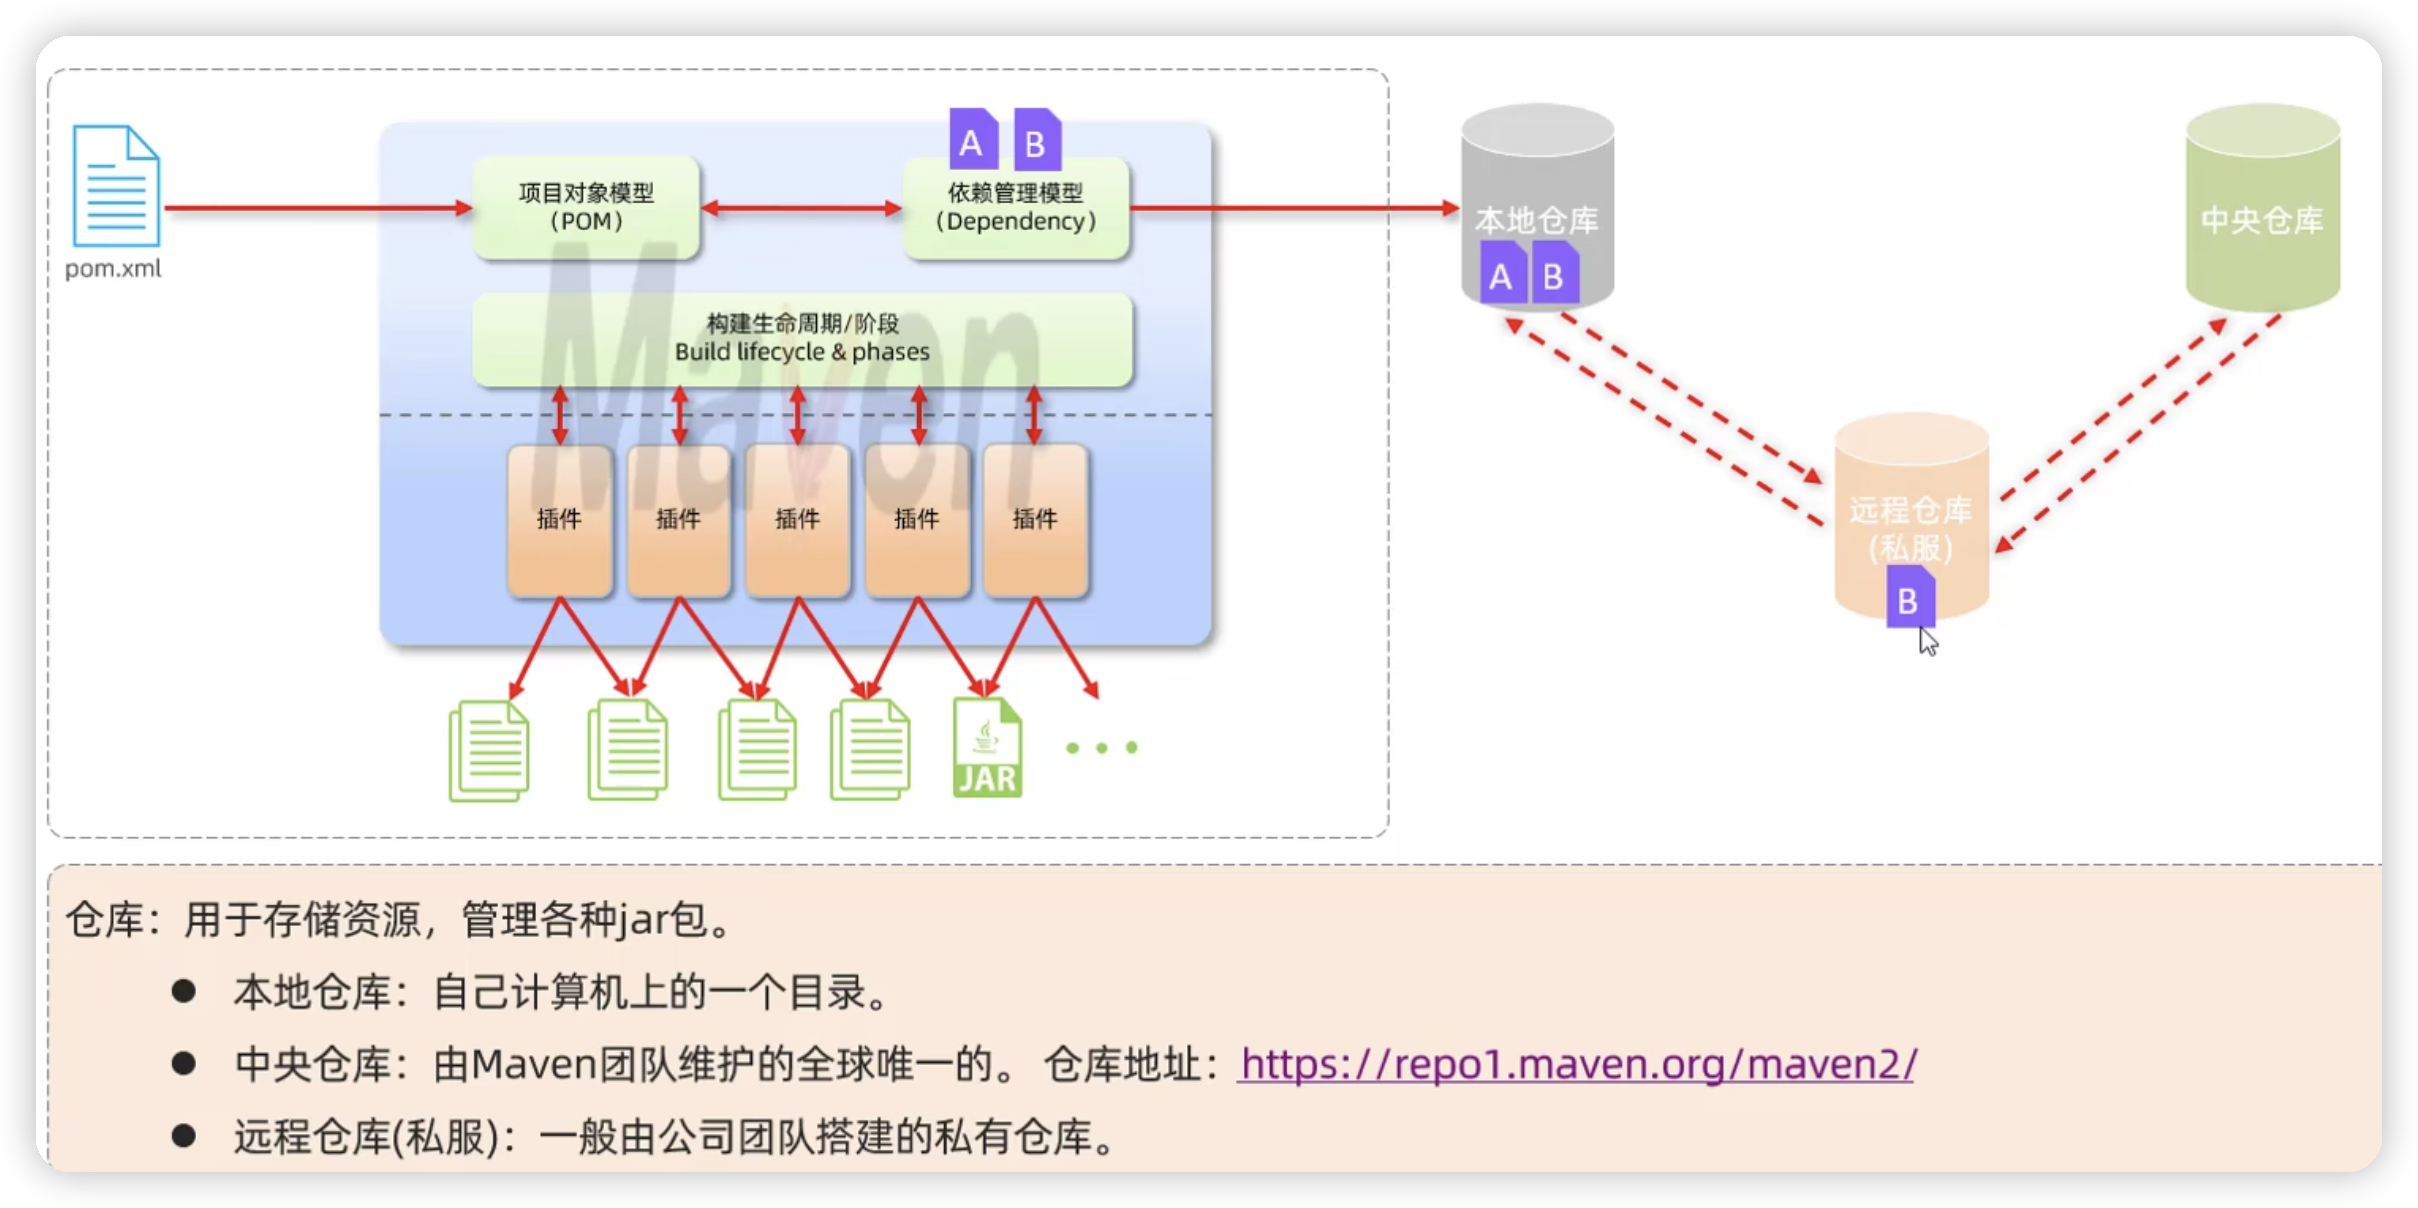 pom.xml
项目对象模型
（POM）
A
B
依赖管理模型
（Dependency）
构建生命周期/阶段
Build lifecycle & phases
Maven
插件
插件
插件
插件
插件
JAR
本地仓库
A
B
中央仓库
远程仓库
(私服)
B
仓库：用于存储资源，管理各种jar包。
本地仓库：自己计算机上的一个目录。
中央仓库：由Maven团队维护的全球唯一的。 仓库地址：https://repo1.maven.org/maven2/
远程仓库(私服)：一般由公司团队搭建的私有仓库。